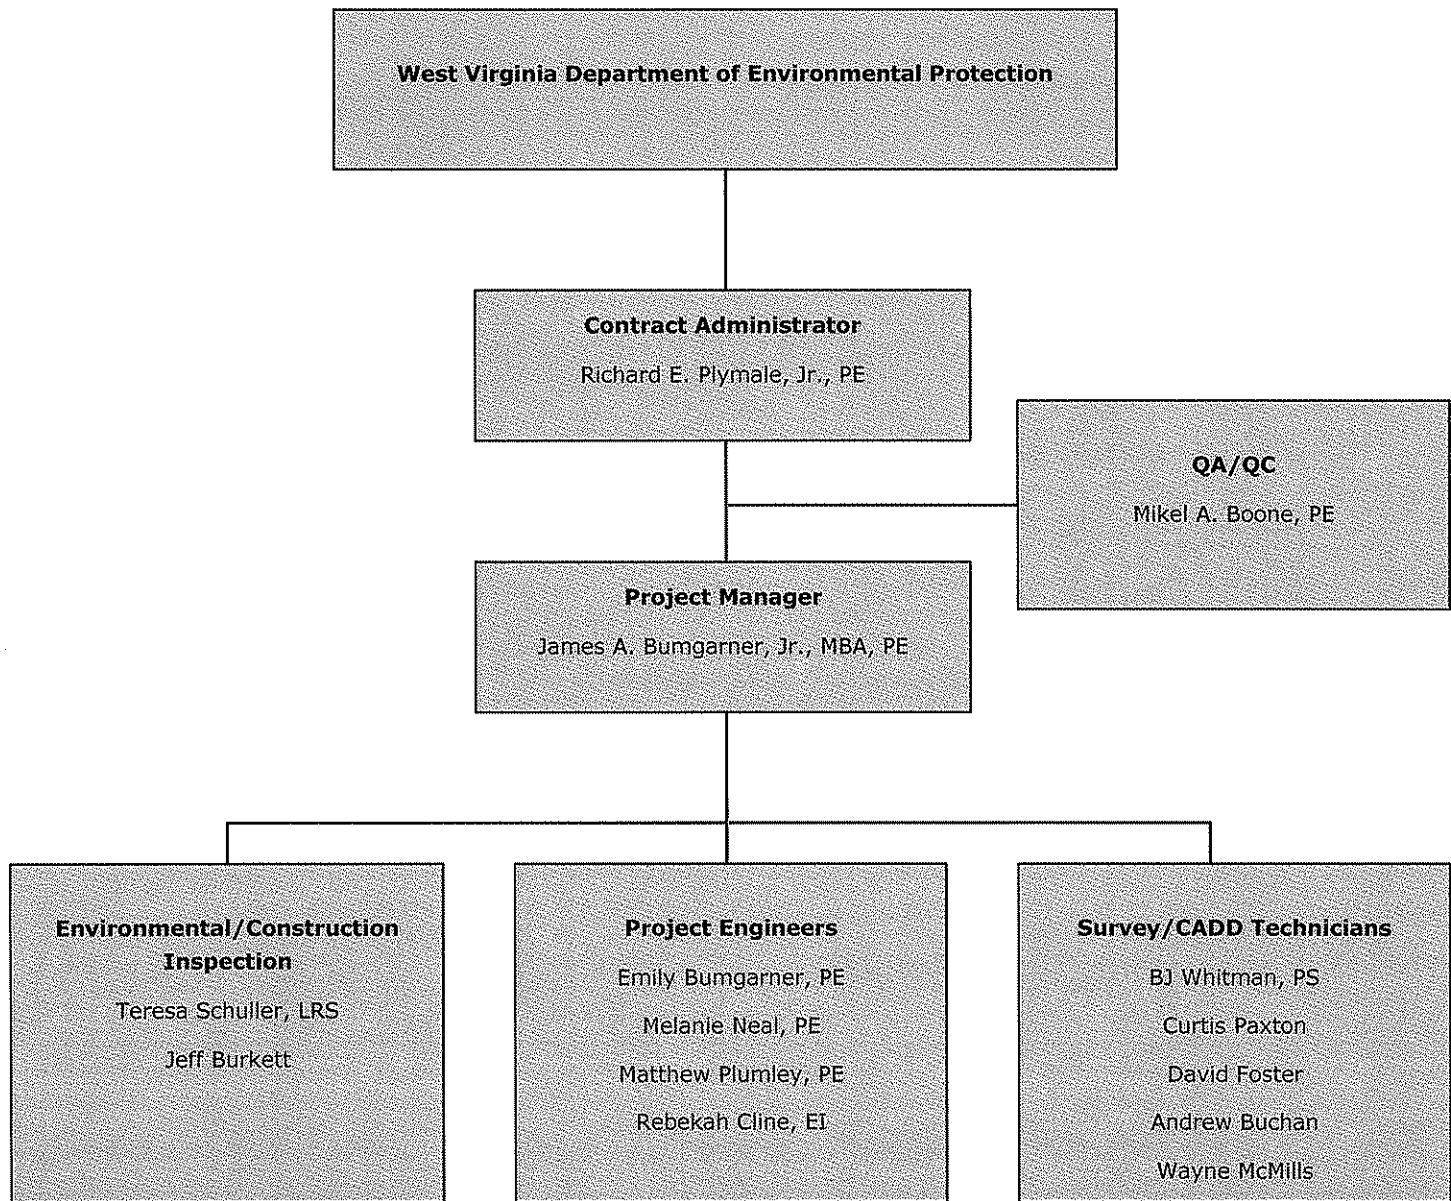 West Virginia Department of Environmental Protection
Contract Administrator
Richard E. Plymale, Jr., PE
QA/QC
Mikel A. Boone, PE
Project Manager
James A. Bumgarner, Jr., MBA, PE
Environmental/Construction
Inspection
Teresa Schuller, LRS
Jeff Burkett
Project Engineers
Emily Bumgarner, PE
Melanie Neal, PE
Matthew Plumley, PE
Rebekah Cline, EI
Survey/CADD Technicians
BJ Whitman, PS
Curtis Paxton
David Foster
Andrew Buchan
Wayne McMills